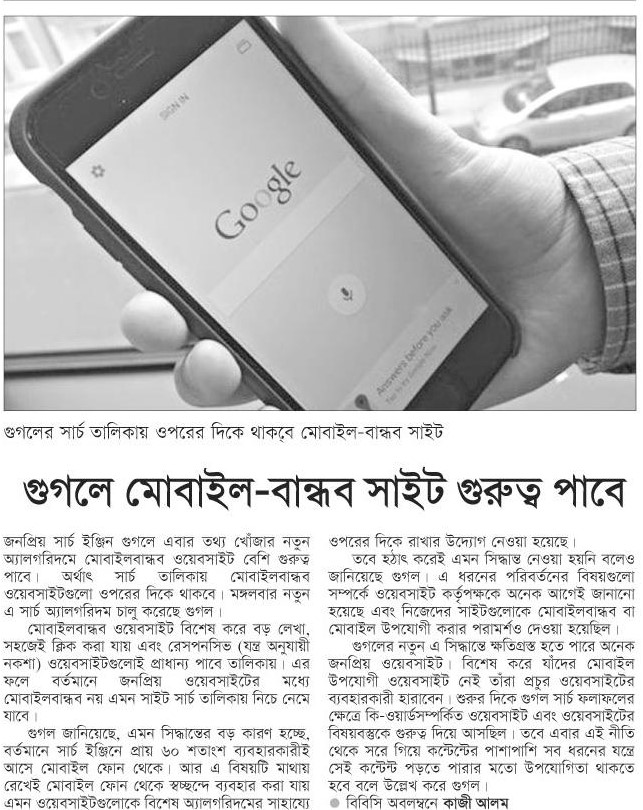 SIGN IN
Google
Answers before you ask
Tap to try Google Now
গুগলের সার্চ তালিকায় ওপরের দিকে থাকবে মোবাইল-বান্ধব সাইট
গুগলে মোবাইল-বান্ধব সাইট গুরুত্ব পাবে
জনপ্রিয় সার্চ ইঞ্জিন গুগলে এবার তথ্য খোঁজার নতুন
অ্যালগরিদমে মোবাইলবান্ধব ওয়েবসাইট বেশি গুরুত্ব
পাবে। অর্থাৎ সার্চ তালিকায় মোবাইলবান্ধব
ওয়েবসাইটগুলো ওপরের দিকে থাকবে। মঙ্গলবার নতুন
এ সার্চ অ্যালগরিদম চালু করেছে গুগল।
মোবাইলবান্ধব ওয়েবসাইট বিশেষ করে বড় লেখা,
সহজেই ক্লিক করা যায় এবং রেসপনসিভ (যন্ত্র অনুযায়ী
নকশা) ওয়েবসাইটগুলোই প্রাধান্য পাবে তালিকায়। এর
ফলে বর্তমানে জনপ্রিয় ওয়েবসাইটের মধ্যে
মোবাইলবান্ধব নয় এমন সাইট সার্চ তালিকায় নিচে নেমে
যাবে।
গুগল জানিয়েছে, এমন সিদ্ধান্তের বড় কারণ হচ্ছে,
বর্তমানে সার্চ ইঞ্জিনে প্রায় ৬০ শতাংশ ব্যবহারকারীই
আসে মোবাইল ফোন থেকে। আর এ বিষয়টি মাথায়
রেখেই মোবাইল ফোন থেকে স্বচ্ছন্দে ব্যবহার করা যায়
এমন ওয়েবসাইটগুলোকে বিশেষ অ্যালগরিদমের সাহায্যে
ওপরের দিকে রাখার উদ্যোগ নেওয়া হয়েছে।
তবে হঠাৎ করেই এমন সিদ্ধান্ত নেওয়া হয়নি বলেও
জানিয়েছে গুগল। এ ধরনের পরিবর্তনের বিষয়গুলো
সম্পর্কে ওয়েবসাইট কর্তৃপক্ষকে অনেক আগেই জানানো
হয়েছে এবং নিজেদের সাইটগুলোকে মোবাইলবান্ধব বা
মোবাইল উপযোগী করার পরামর্শও দেওয়া হয়েছিল।
গুগলের নতুন এ সিদ্ধান্তে ক্ষতিগ্রস্ত হতে পারে অনেক
জনপ্রিয় ওয়েবসাইট। বিশেষ করে যাঁদের মোবাইল
উপযোগী ওয়েবসাইট নেই তাঁরা প্রচুর ওয়েবসাইটের
ব্যবহারকারী হারাবেন। শুরুর দিকে গুগল সার্চ ফলাফলের
ক্ষেত্রে কি-ওয়ার্ডসম্পর্কিত ওয়েবসাইট এবং ওয়েবসাইটের
বিষয়বস্তুকে গুরুত্ব দিয়ে আসছিল। তবে এবার এই নীতি
থেকে সরে গিয়ে কন্টেন্টের পাশাপাশি সব ধরনের যন্ত্রে
সেই কন্টেন্ট পড়তে পারার মতো উপযোগিতা থাকতে
হবে বলে উল্লেখ করে গুগল।
● বিবিসি অবলম্বনে কাজী আলম